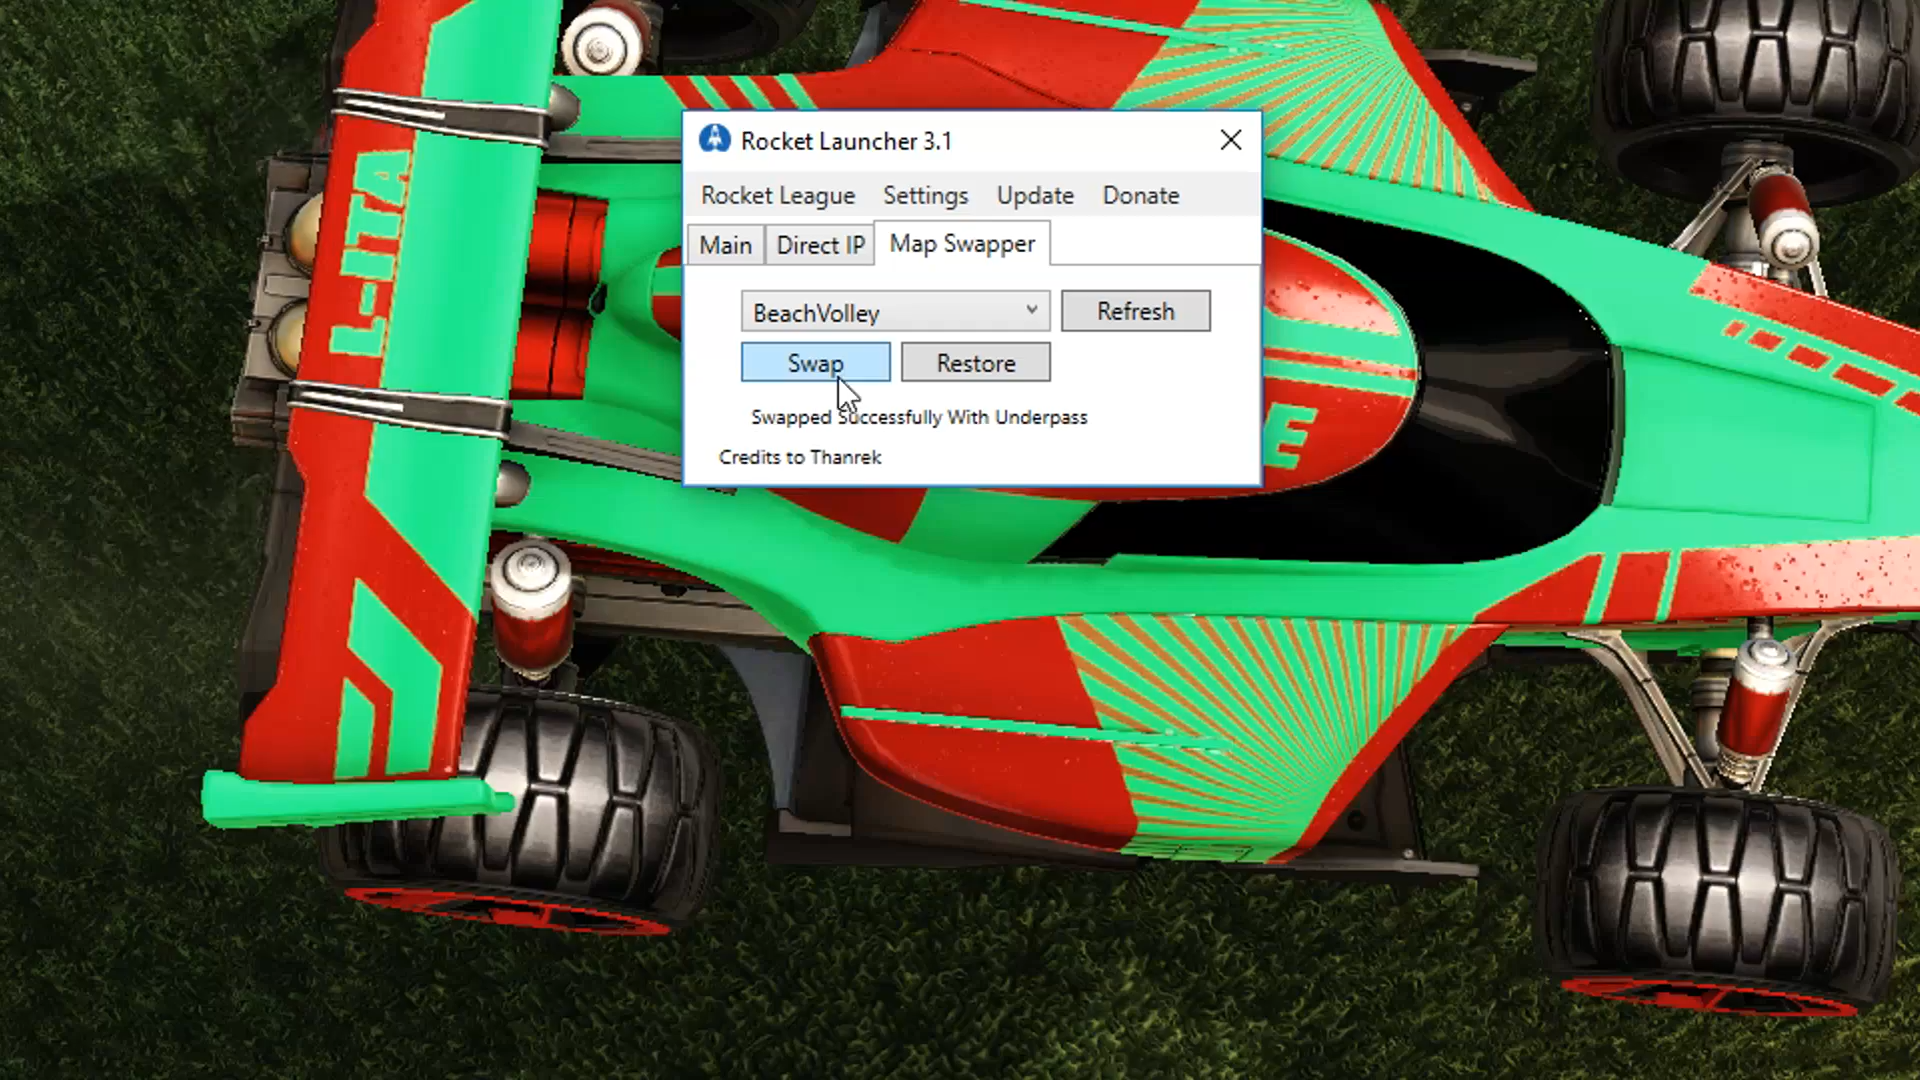 Rocket Launcher 3.1
Rocket League Settings Update Donate
Main Direct IP Map Swapper
BeachVolley
Refresh
Swap
Restore
Swapped Successfully With Underpass
Credits to Thanrek